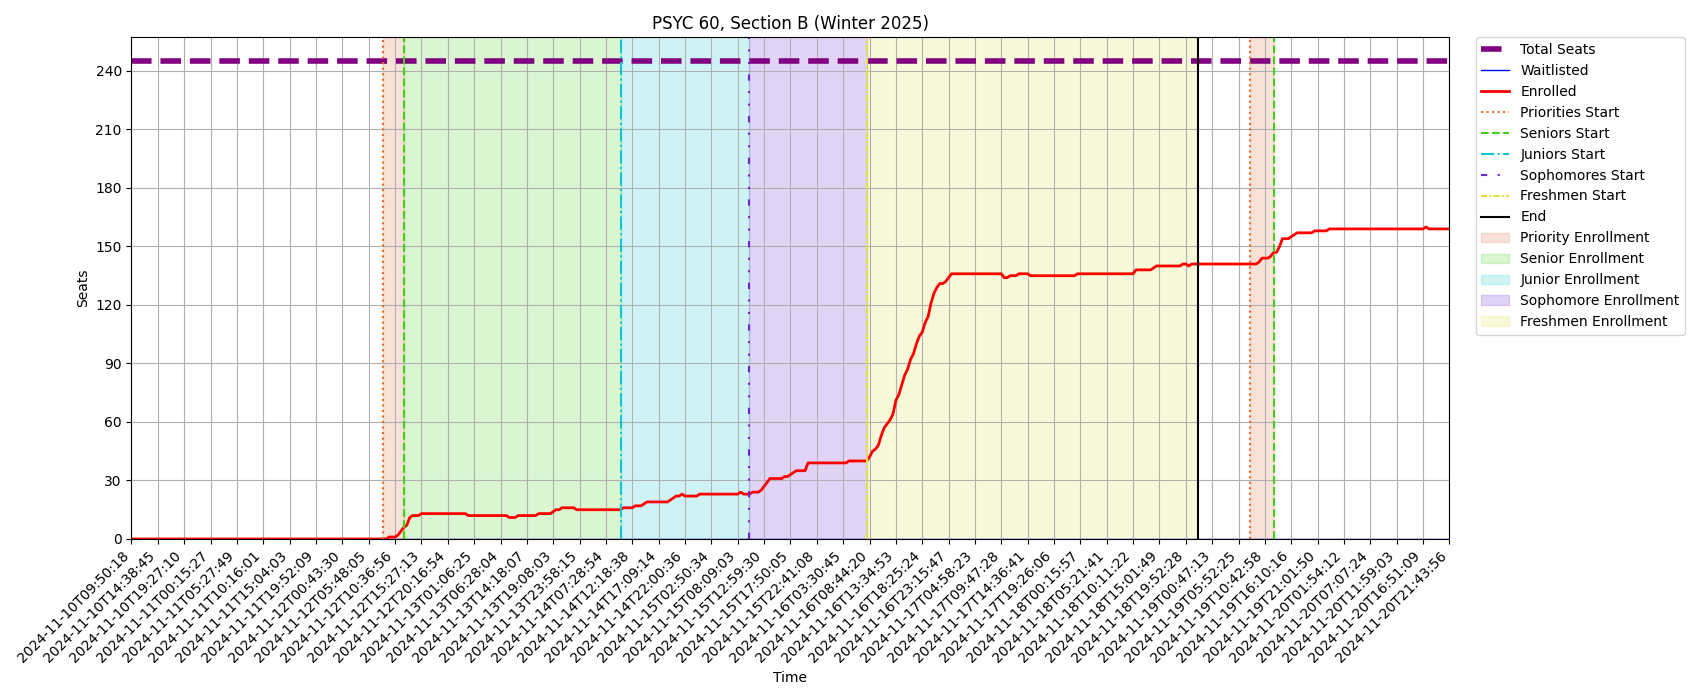 PSYC 60, Section B (Winter 2025)
Seats
240
210
180
150
120
90
60
30
0
2024-11-10T09:50:18
2024-11-10T14:38:45
2024-11-10T19:27:10
2024-11-11T00:15:27
2024-11-11T05:27:49
2024-11-11T10:16:01
2024-11-11T15:04:03
2024-11-11T19:52:09
2024-11-12T00:43:30
2024-11-12T05:48:05
2024-11-12T10:36:56
2024-11-12T15:27:13
2024-11-12T20:16:54
2024-11-13T01:06:25
2024-11-13T06:28:04
2024-11-13T14:18:07
2024-11-13T19:08:03
2024-11-13T23:58:15
2024-11-14T07:28:54
2024-11-14T12:18:38
2024-11-14T17:09:14
2024-11-14T22:00:36
2024-11-15T02:50:34
2024-11-15T08:09:03
2024-11-15T12:59:30
2024-11-15T17:50:05
2024-11-15T22:41:08
2024-11-16T03:30:45
2024-11-16T08:44:20
2024-11-16T13:34:53
2024-11-16T18:25:24
2024-11-16T23:15:47
2024-11-17T04:58:23
2024-11-17T09:47:28
2024-11-17T14:36:41
2024-11-17T19:26:06
2024-11-18T00:15:57
2024-11-18T05:21:41
2024-11-18T10:11:22
2024-11-18T15:01:49
2024-11-18T19:52:28
2024-11-19T00:47:13
2024-11-19T05:52:25
2024-11-19T10:42:58
2024-11-19T16:10:16
2024-11-19T21:01:50
2024-11-20T01:54:12
2024-11-20T07:07:24
2024-11-20T11:59:03
2024-11-20T16:51:09
2024-11-20T21:43:56
Time
Total Seats
Waitlisted
Enrolled
Priorities Start
Seniors Start
Juniors Start
Sophomores Start
Freshmen Start
End
Priority Enrollment
Senior Enrollment
Junior Enrollment
Sophomore Enrollment
Freshmen Enrollment